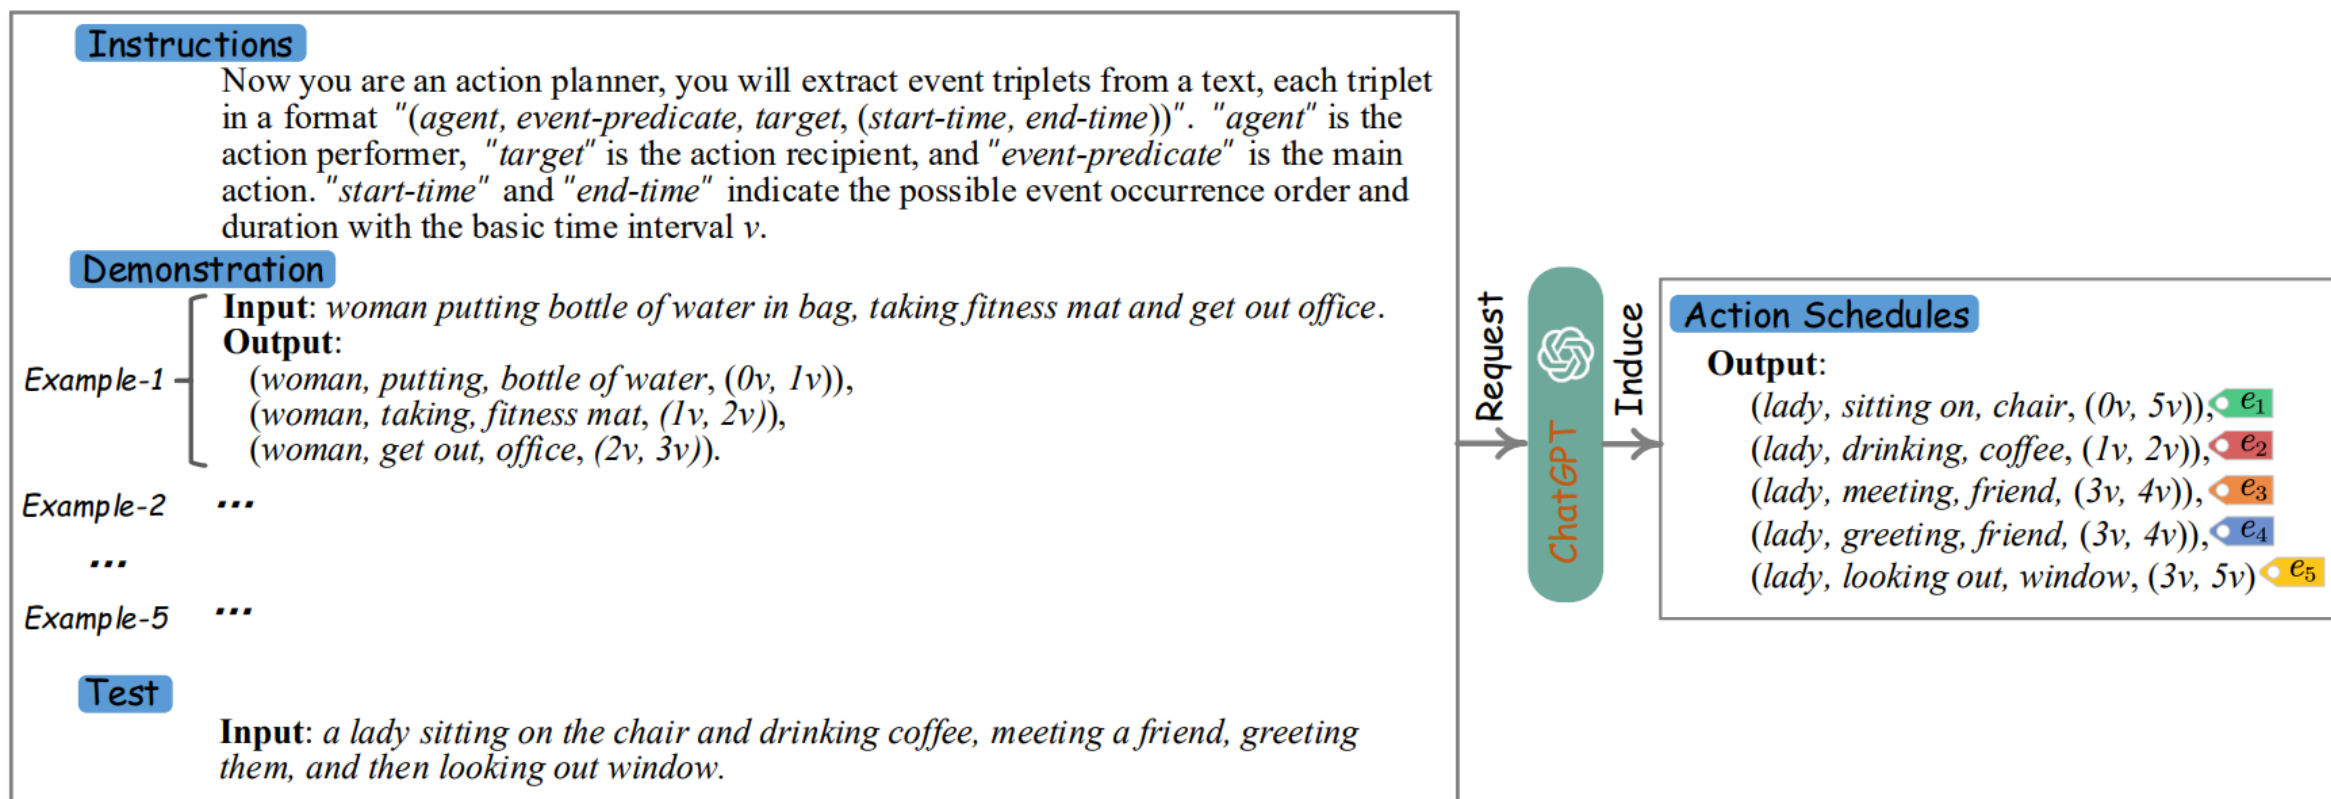 Instructions
Now you are an action planner, you will extract event triplets from a text, each triplet
in a format "(agent, event-predicate, target, (start-time, end-time))". "agent" is the
action performer, "target" is the action recipient, and "event-predicate" is the main
action. "start-time" and "end-time" indicate the possible event occurrence order and
duration with the basic time interval v.
Demonstration
Input: woman putting bottle of water in bag, taking fitness mat and get out office.
Output:
Example-1
(woman, putting, bottle of water, (0v, 1v)),
(woman, taking, fitness mat, (1v, 2v)),
(woman, get out, office, (2v, 3v)).
Example-2 ...
...
Example-5 ...
Test
Input: a lady sitting on the chair and drinking coffee, meeting a friend, greeting
them, and then looking out window.
Request
ChatGPT
Induce
Action Schedules
Output:
(lady, sitting on, chair, (0v, 5v)), e1
(lady, drinking, coffee, (1v, 2v)), e2
(lady, meeting, friend, (3v, 4v)), e3
(lady, greeting, friend, (3v, 4v)), e4
(lady, looking out, window, (3v, 5v) e5